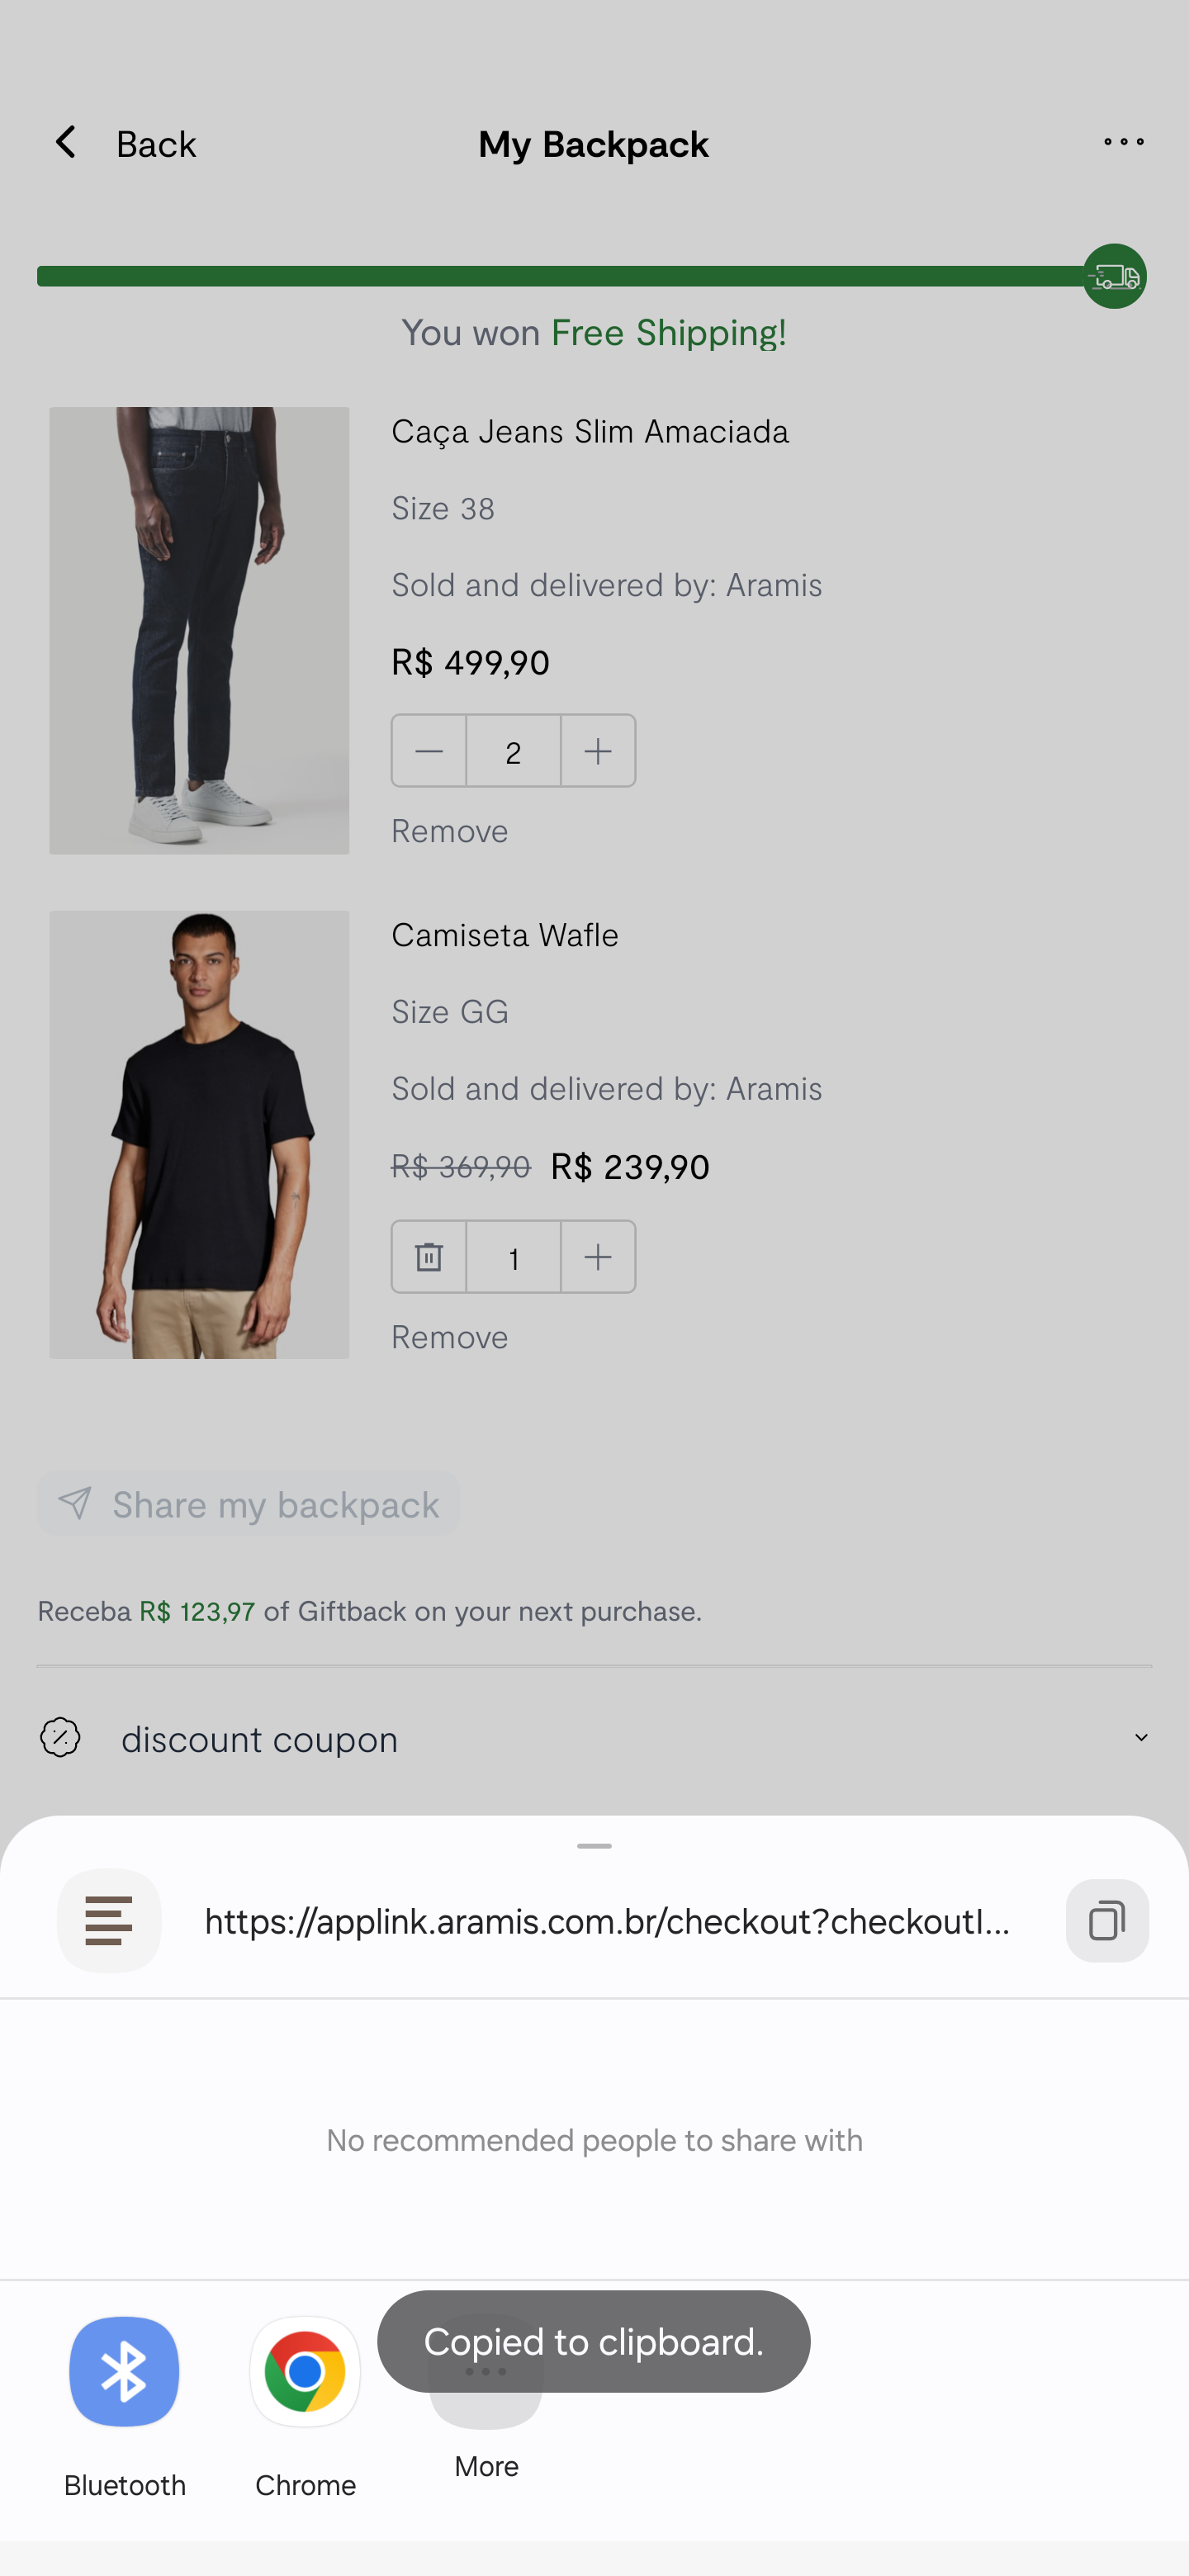 Back
My Backpack
You won Free Shipping!
Caça Jeans Slim Amaciada
Size 38
Sold and delivered by: Aramis
R$ 499,90
2
Remove
Camiseta Wafle
Size GG
Sold and delivered by: Aramis
R$ 369,90 R$ 239,90
1
Remove
Share my backpack
Receba R$ 123,97 of Giftback on your next purchase.
discount coupon
https://applink.aramis.com.br/checkout?checkoutI...
No recommended people to share with
Copied to clipboard.
Bluetooth
Chrome
More